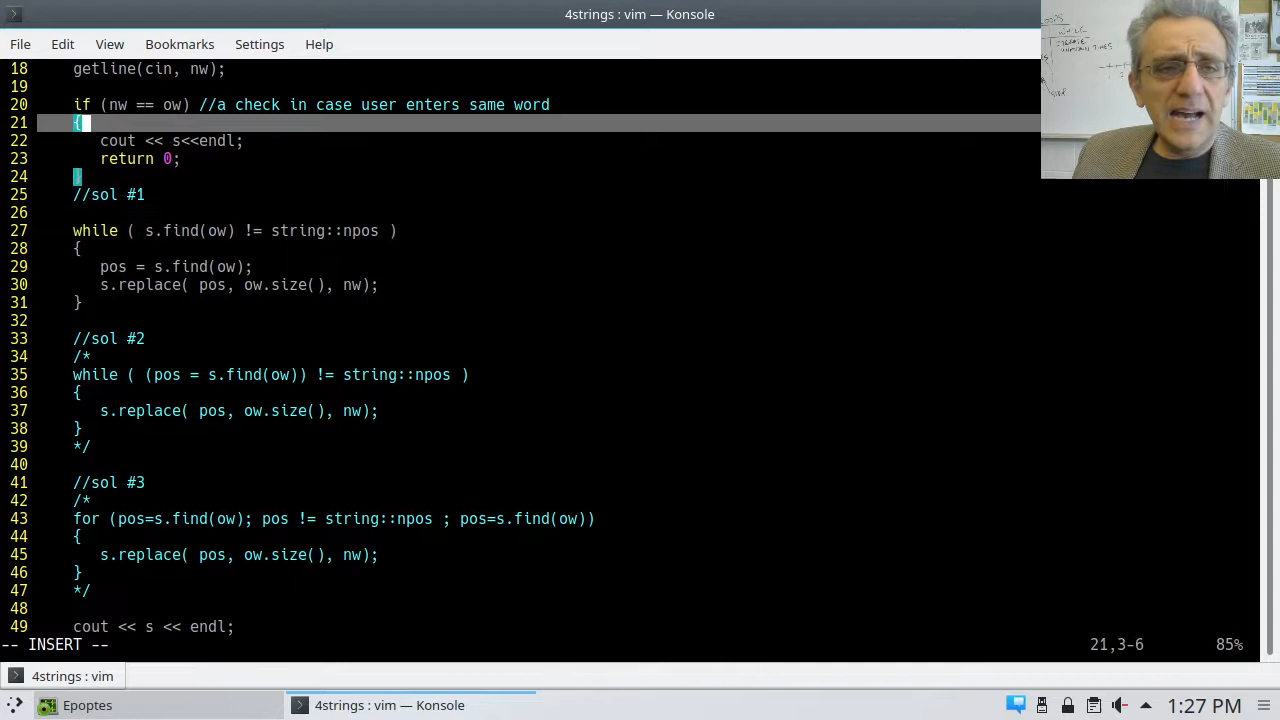 4strings : vim — Konsole
File Edit View Bookmarks Settings Help
18 getline(cin, nw);
19
20 if (nw == ow) //a check in case user enters same word
21 {
22 cout << s<<endl;
23 return 0;
24 }
25 //sol #1
26
27 while ( s.find(ow) != string::npos )
28 {
29 pos = s.find(ow);
30 s.replace( pos, ow.size(), nw);
31 }
32
33 //sol #2
34 /*
35 while ( (pos = s.find(ow)) != string::npos )
36 {
37 s.replace( pos, ow.size(), nw);
38 }
39 */
40
41 //sol #3
42 /*
43 for (pos=s.find(ow); pos != string::npos ; pos=s.find(ow))
44 {
45 s.replace( pos, ow.size(), nw);
46 }
47 */
48
49 cout << s << endl;
-- INSERT -- 21,3-6 85%
4strings : vim
Epoptes 4strings : vim — Konsole 1:27 PM